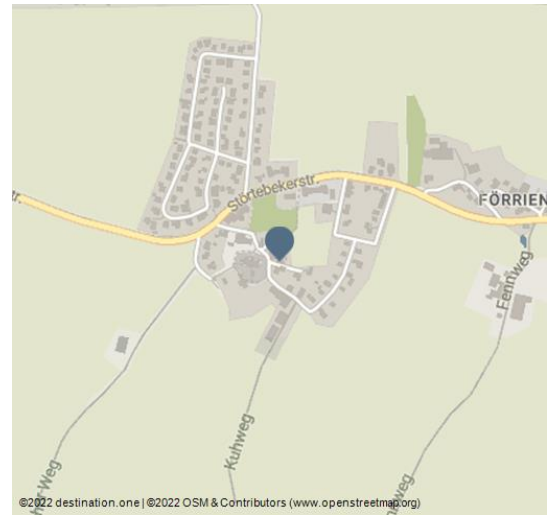 Störtebekerstr.
FÖRRIEN
Fennweg
Kuhweg
©2022 destination.one | ©2022 OSM & Contributors (www.openstreetmap.org)